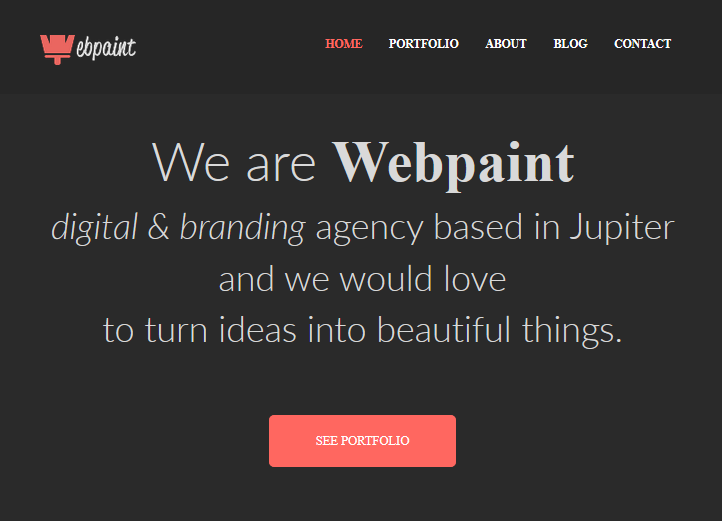 Webpaint
HOME PORTFOLIO ABOUT BLOG CONTACT
We are Webpaint
digital & branding agency based in Jupiter
and we would love
to turn ideas into beautiful things.
SEE PORTFOLIO